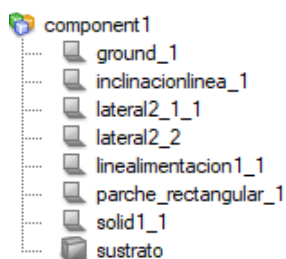 component1
ground_1
inclinacionlinea_1
lateral2_1_1
lateral2_2
linealimentacion1_1
parche_rectangular_1
solid1_1
sustrato